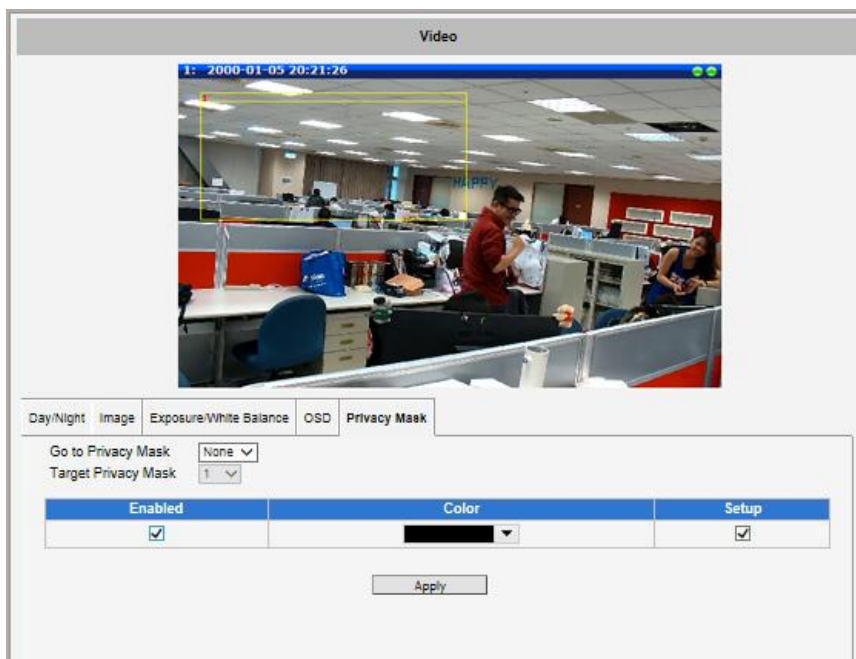 Video
1: 2000-01-05 20:21:26
1
HAPPY
Day/Night Image Exposure/White Balance OSD Privacy Mask
Go to Privacy Mask None
Target Privacy Mask 1
Enabled Color Setup
Apply